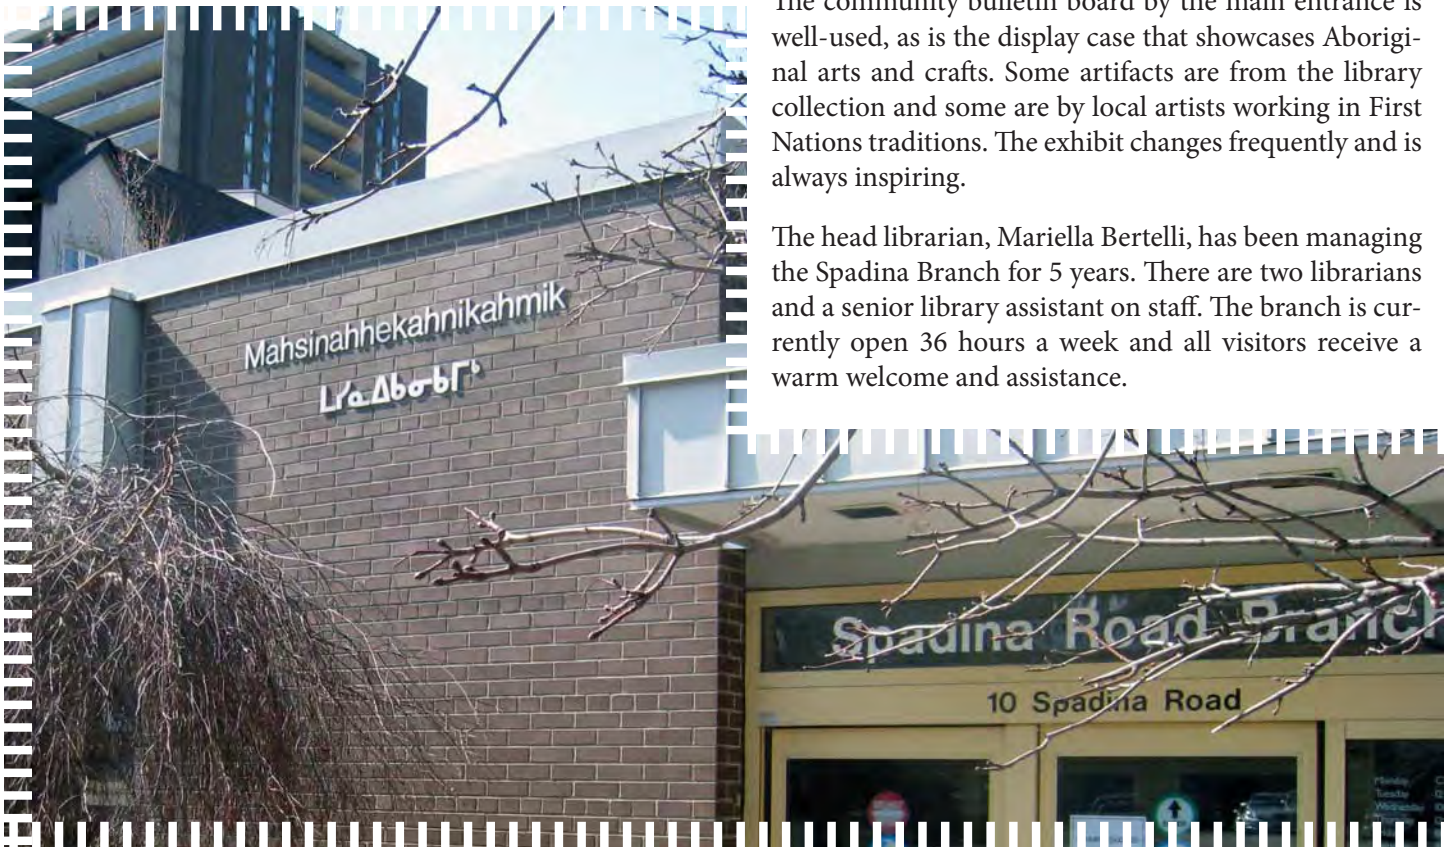 The community bulletin board by the main entrance is
well-used, as is the display case that showcases Aborigi-
nal arts and crafts. Some artifacts are from the library
collection and some are by local artists working in First
Nations traditions. The exhibit changes frequently and is
always inspiring.
The head librarian, Mariella Bertelli, has been managing
the Spadina Branch for 5 years. There are two librarians
and a senior library assistant on staff. The branch is cur-
rently open 36 hours a week and all visitors receive a
warm welcome and assistance.
Mahsinahhekahnikahmik
ᒪᓯᓇᐃᑲᓂᑲᒥᒃ
Spadina Road Branch
10 Spadina Road
Monday
Tuesday
Wednesday